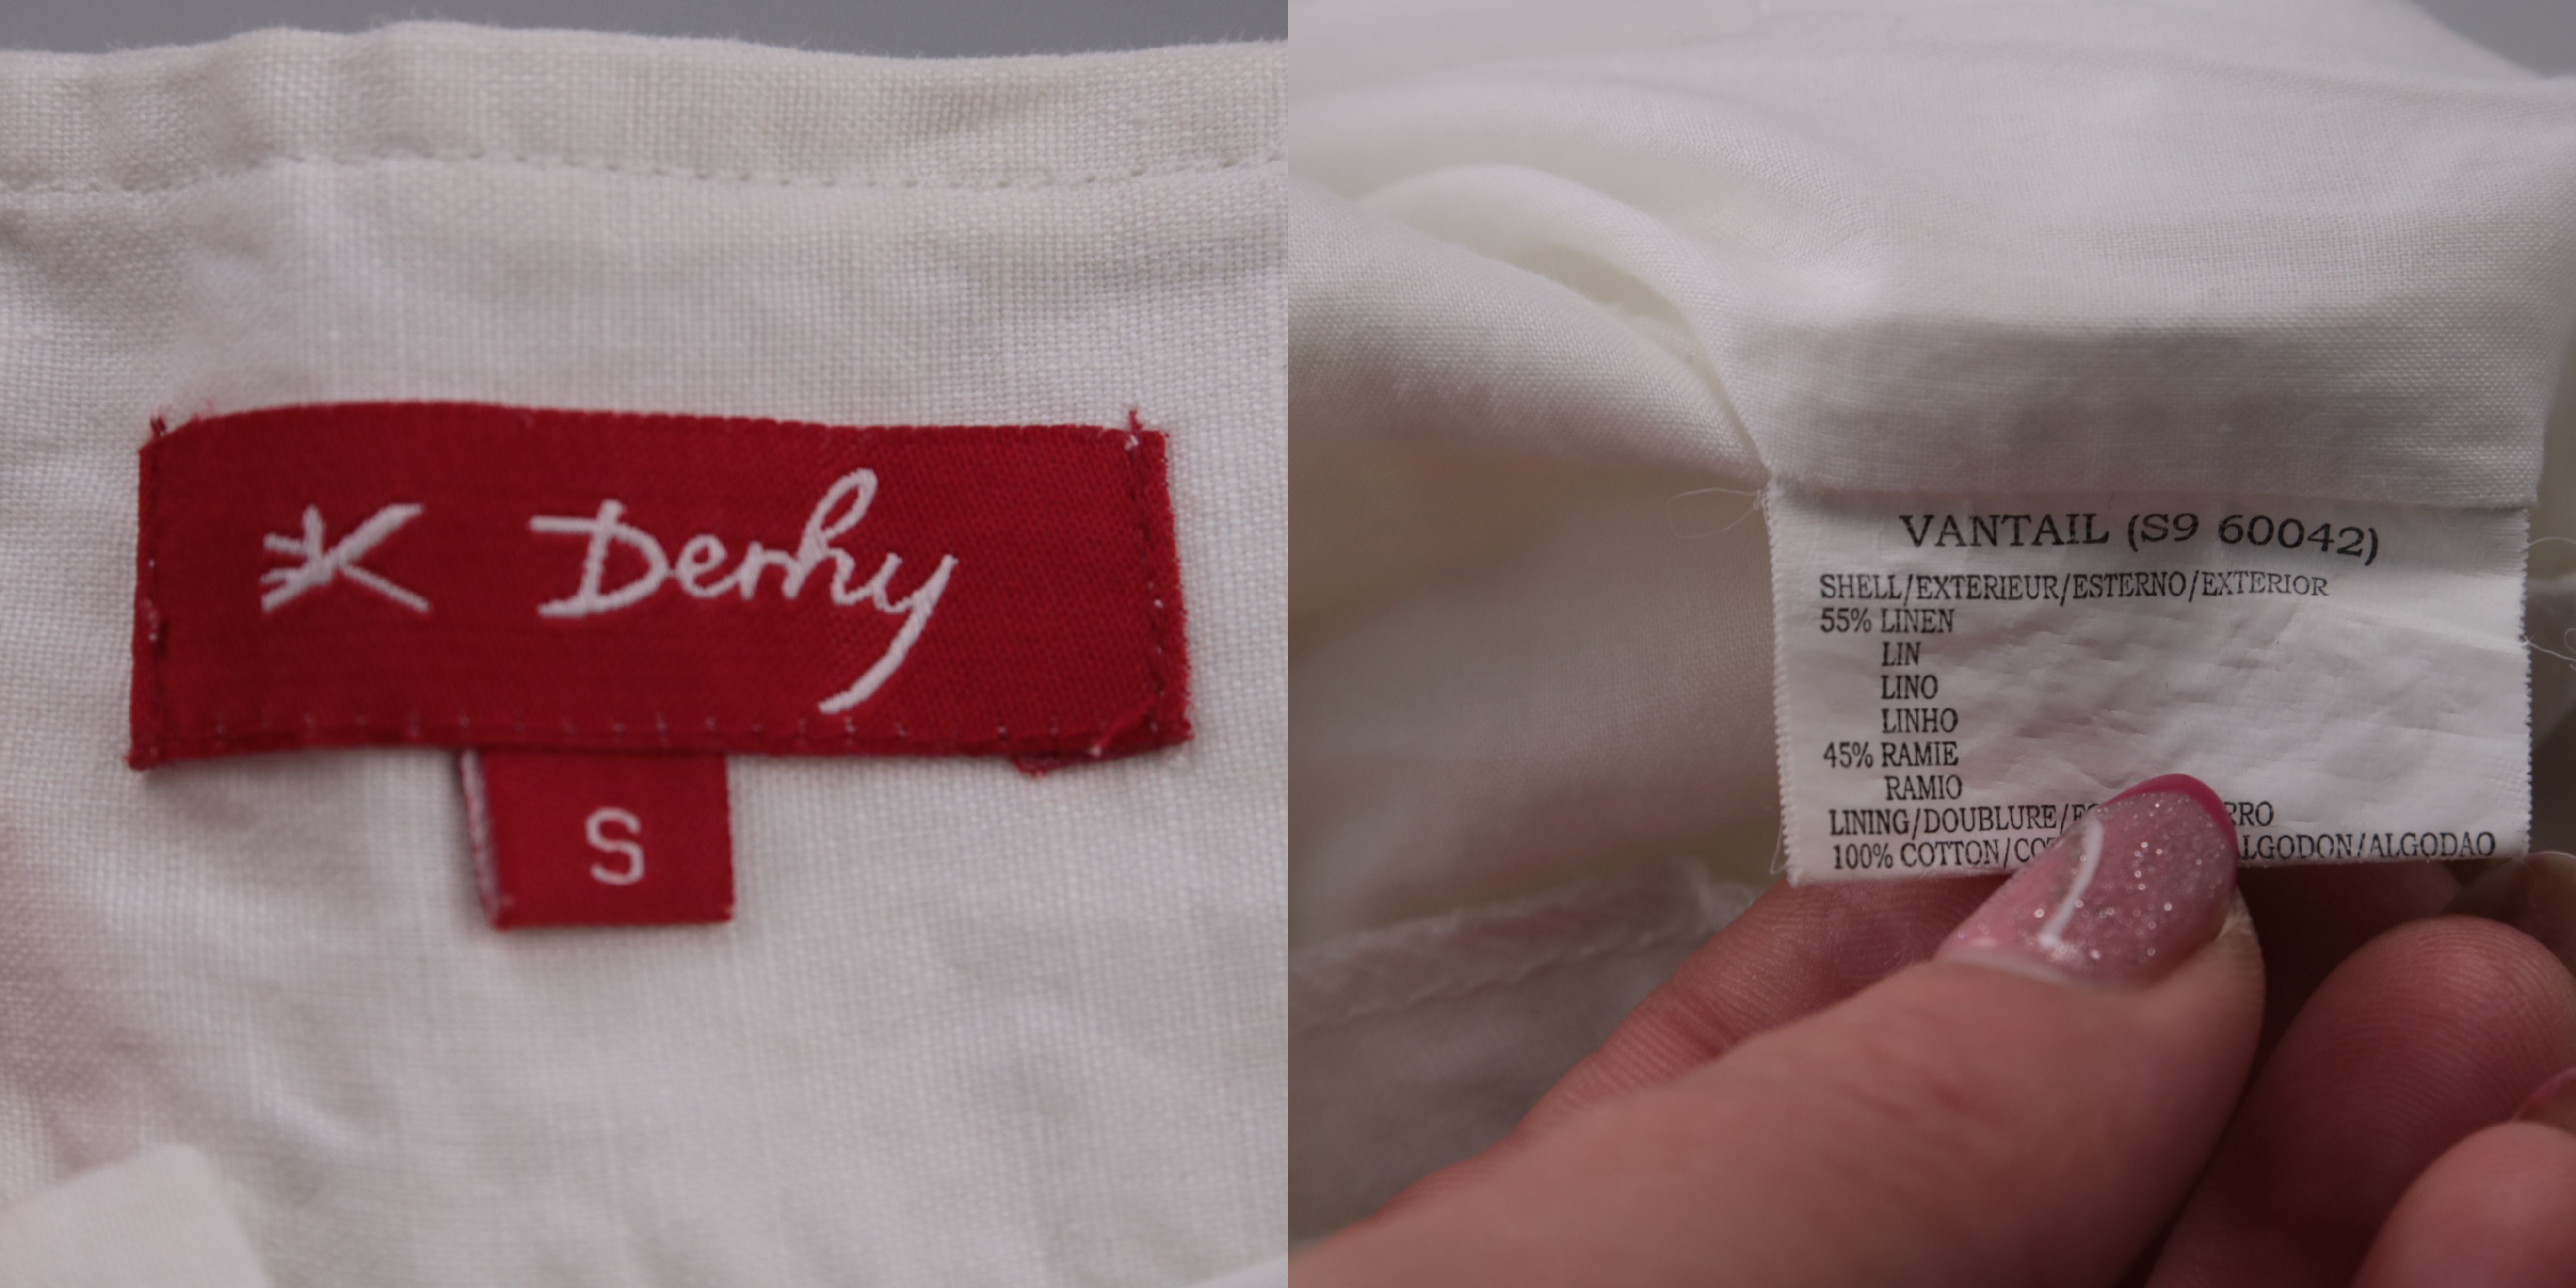 Derhy
S
VANTAIL (S9 60042)
SHELL/EXTERIEUR/ESTERNO/EXTERIOR
55% LINEN
LIN
LINO
LINHO
45% RAMIE
RAMIO
LINING/DOUBLURE/
100% COTTON/ /ALGODAO